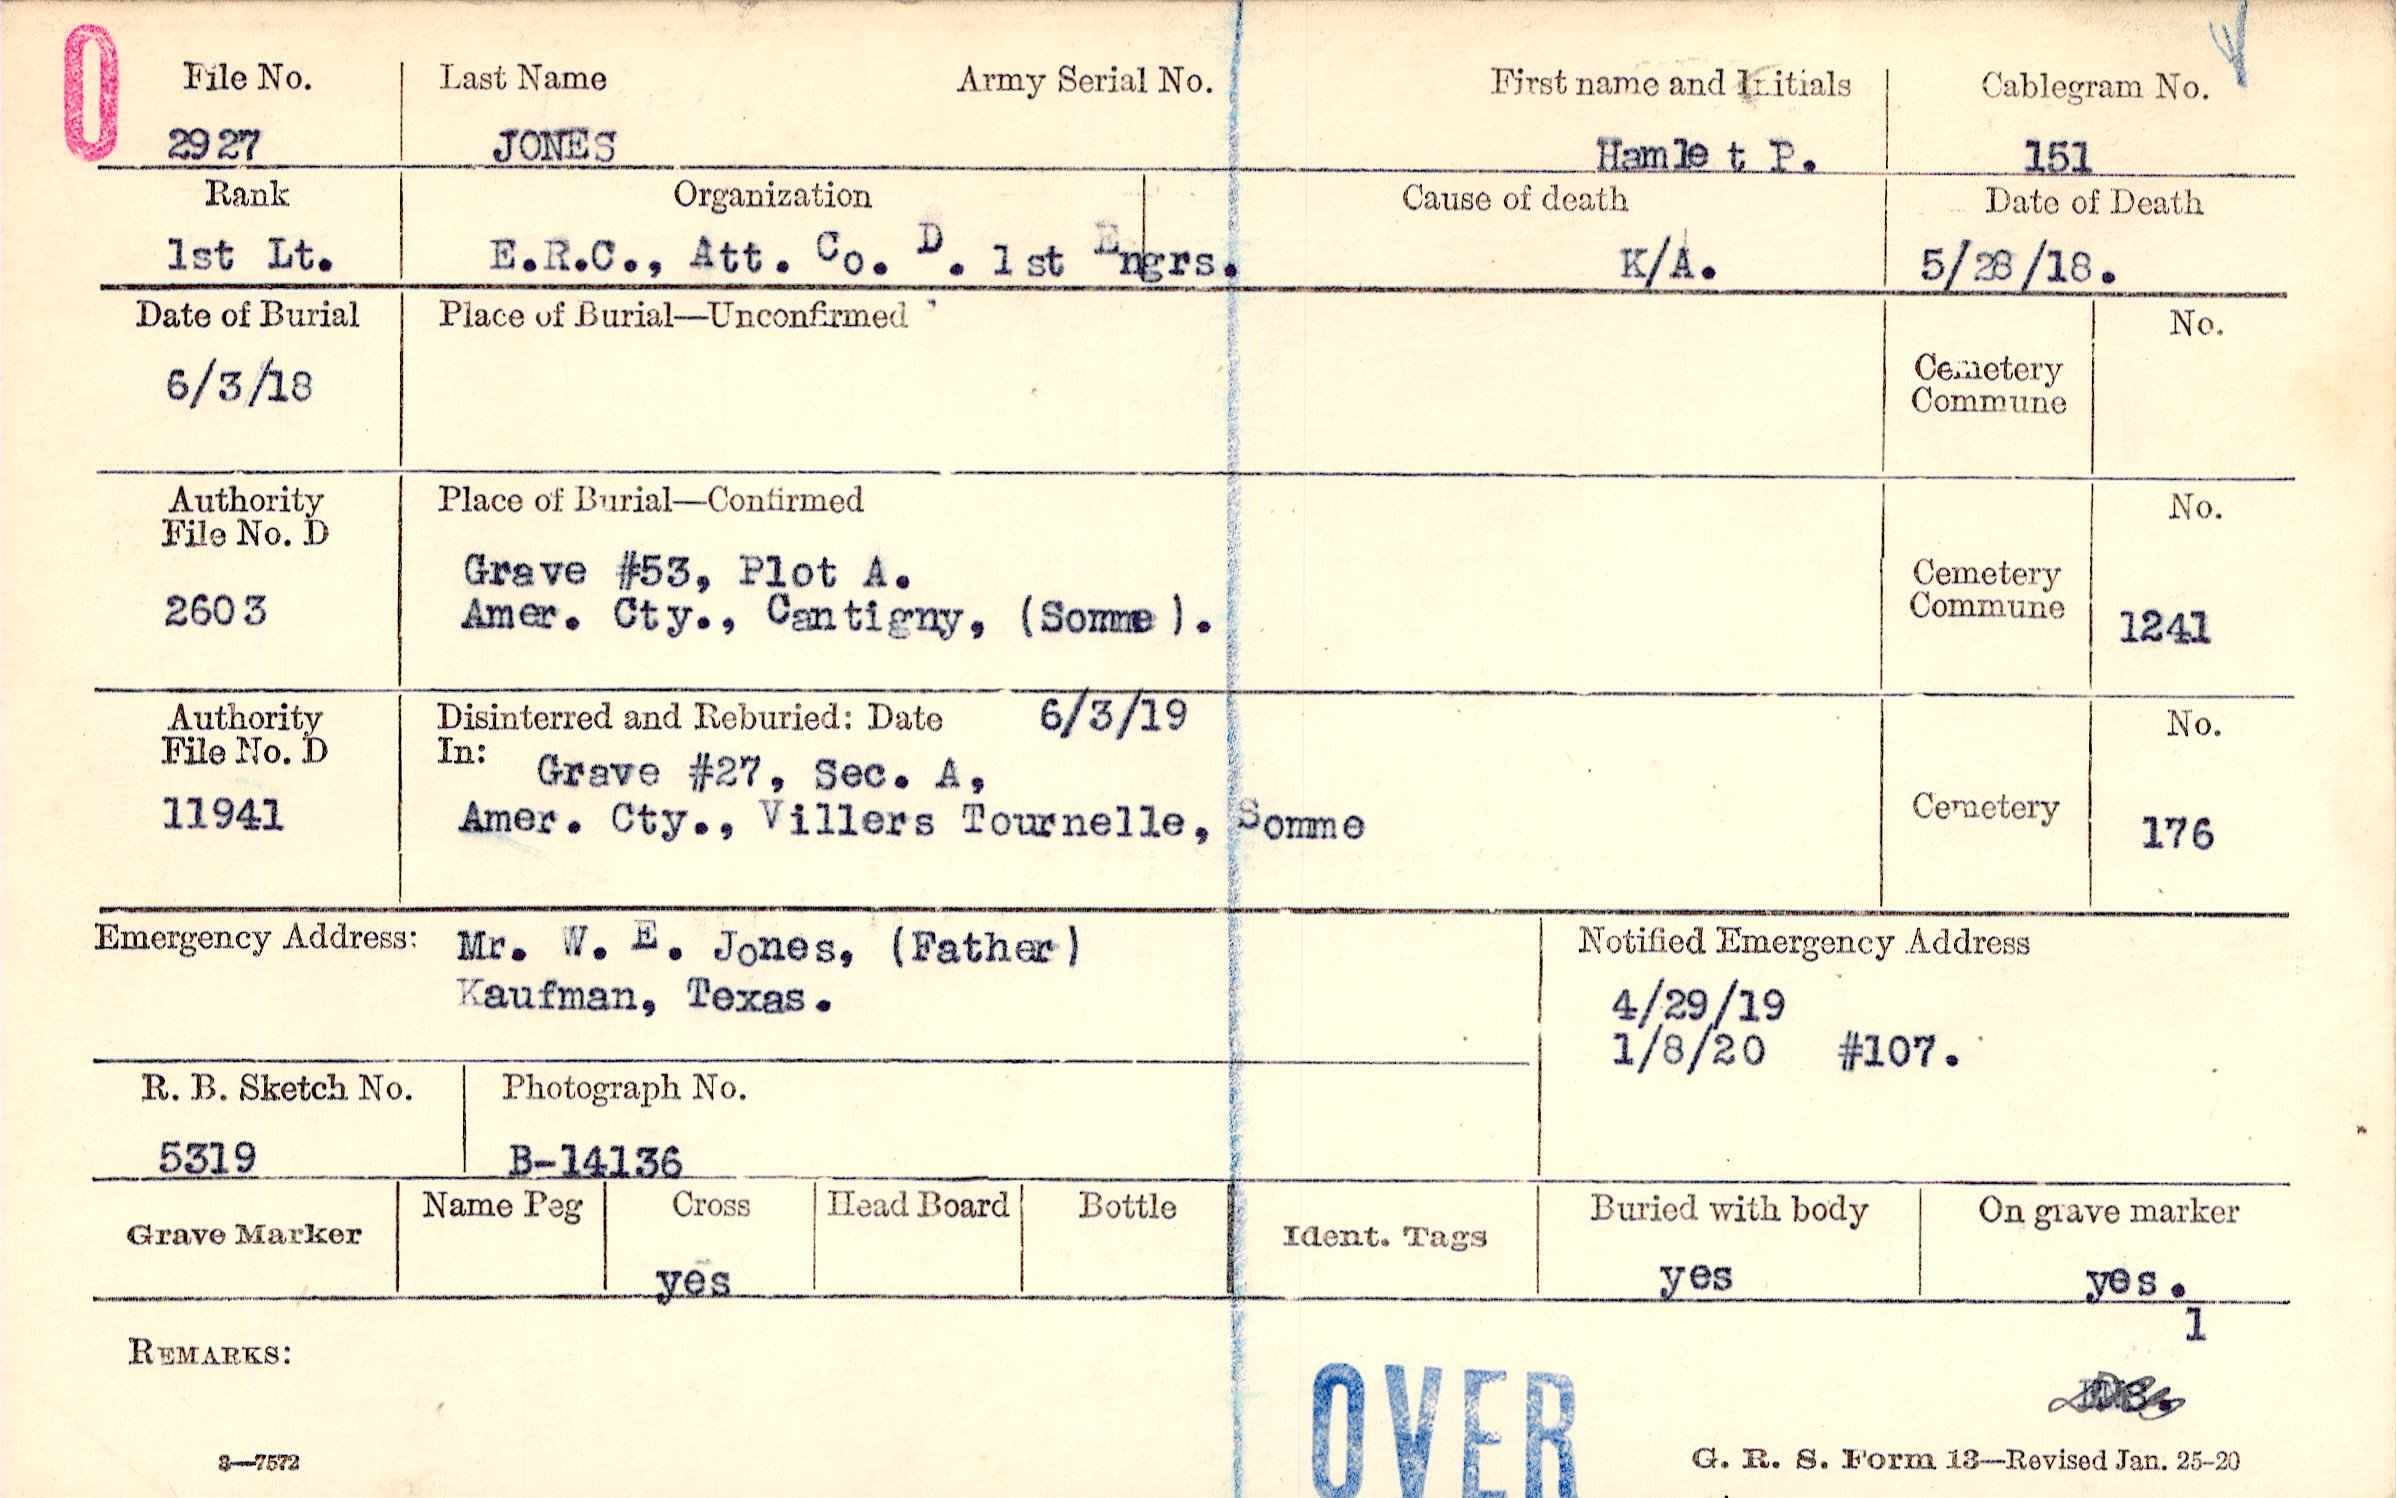 O
File No. Last Name Army Serial No. First name and Initials Cablegram No.
2927 JONES Hamlet P. 151
Rank Organization Cause of death Date of Death
1st Lt. E.R.C., Att. Co. D. 1st Engrs. K/A. 5/28/18.
Date of Burial Place of Burial—Unconfirmed No.
6/3/18
Cemetery
Commune
Authority Place of Burial—Confirmed No.
File No. D
Grave #53, Plot A.
2603 Amer. Cty., Cantigny, (Somme).
Cemetery
Commune 1241
Authority Disinterred and Reburied: Date 6/3/19 No.
File No. D In: Grave #27, Sec. A,
11941 Amer. Cty., Villers Tournelle, Somme Cemetery 176
Emergency Address: Mr. W. E. Jones, (Father) Notified Emergency Address
Kaufman, Texas. 4/29/19
1/8/20 #107.
R. B. Sketch No. Photograph No.
5319 B-14136
Grave Marker Name Peg Cross Head Board Bottle Ident. Tags Buried with body On grave marker
yes yes yes.
1
REMARKS:
OVER
3—7572 G. R. S. Form 13—Revised Jan. 25-20